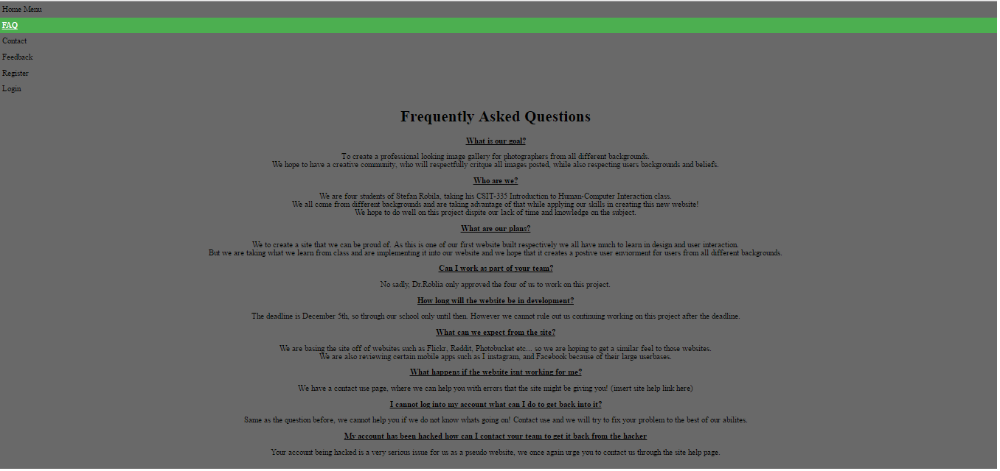 Home Menu
FAQ
Contact
Feedback
Register
Login
Frequently Asked Questions
What is our goal?
To create a professional looking image gallery for photographers from all different backgrounds.
We hope to have a creative community, who will respectfully critque all images posted, while also respecting users backgrounds and beliefs.
Who are we?
We are four students of Stefan Robila, taking his CSIT-335 Introduction to Human-Computer Interaction class.
We all come from different backgrounds and are taking advantage of that while applying our skills in creating this new website!
We hope to do well on this project dispite our lack of time and knowledge on the subject.
What are our plans?
We to create a site that we can be proud of. As this is one of our first website built respectively we all have much to learn in design and user interaction.
But we are taking what we learn from class and are implementing it into our website and we hope that it creates a postive user enviorment for users from all different backgrounds.
Can I work as part of your team?
No sadly, Dr.Roblia only approved the four of us to work on this project.
How long will the website be in development?
The deadline is December 5th, so through our school only until then. However we cannot rule out us continuing working on this project after the deadline.
What can we expect from the site?
We are basing the site off of websites such as Flickr, Reddit, Photobucket etc... so we are hoping to get a similar feel to those websites.
We are also reviewing certain mobile apps such as I instagram, and Facebook because of their large userbases.
What happens if the website isnt working for me?
We have a contact use page, where we can help you with errors that the site might be giving you! (insert site help link here)
I cannot log into my account what can I do to get back into it?
Same as the question before, we cannot help you if we do not know whats going on! Contact use and we will try to fix your problem to the best of our abilites.
My account has been hacked how can I contact your team to get it back from the hacker
Your account being hacked is a very serious issue for us as a pseudo website, we once again urge you to contact us through the site help page.